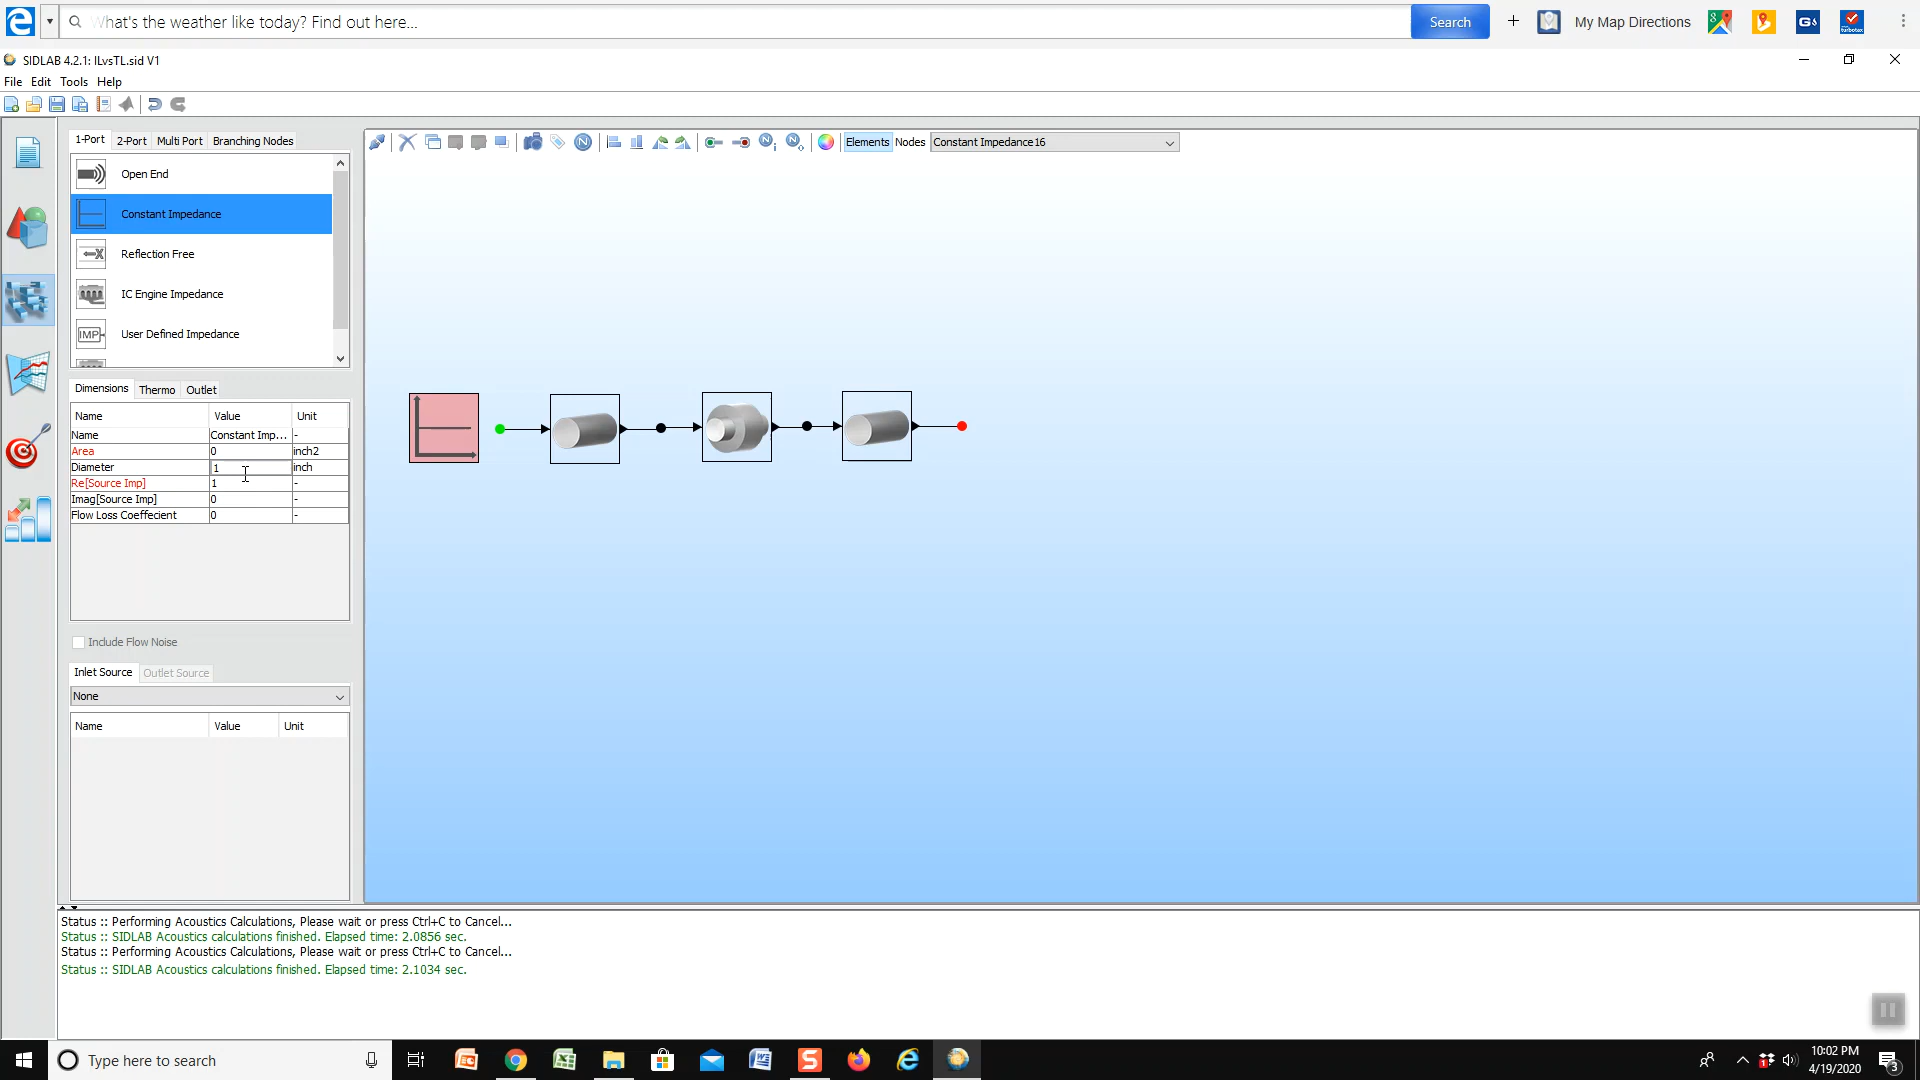 What's the weather like today? Find out here...
Search
My Map Directions
SIDLAB 4.2.1: ILvsTL.sid V1
File Edit Tools Help
1-Port 2-Port Multi Port Branching Nodes
Elements Nodes Constant Impedance16
Open End
Constant Impedance
Reflection Free
IC Engine Impedance
IMP
User Defined Impedance
Dimensions Thermo Outlet
Name Value Unit
Name Constant Imp... -
Area 0 inch2
Diameter 1 inch
Re[Source Imp] 1 -
Imag[Source Imp] 0 -
Flow Loss Coeffecient 0 -
Include Flow Noise
Inlet Source Outlet Source
None
Name Value Unit
Status :: Performing Acoustics Calculations, Please wait or press Ctrl+C to Cancel...
Status :: SIDLAB Acoustics calculations finished. Elapsed time: 2.0856 sec.
Status :: Performing Acoustics Calculations, Please wait or press Ctrl+C to Cancel...
Status :: SIDLAB Acoustics calculations finished. Elapsed time: 2.1034 sec.
Type here to search
10:02 PM
4/19/2020
3